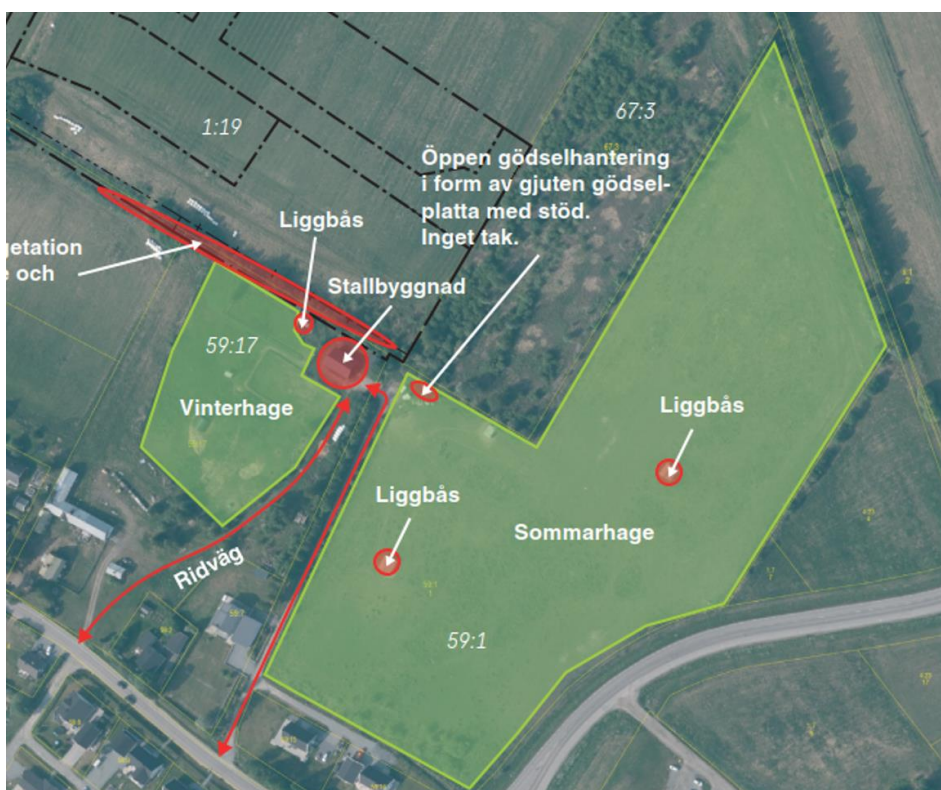 1:19
67:3
Öppen gödselhantering
i form av gjuten gödsel-
platta med stöd.
Inget tak.
Liggbås
getation
e och
Stallbyggnad
59:17
Vinterhage
Liggbås
Liggbås
Sommarhage
Ridväg
59:1